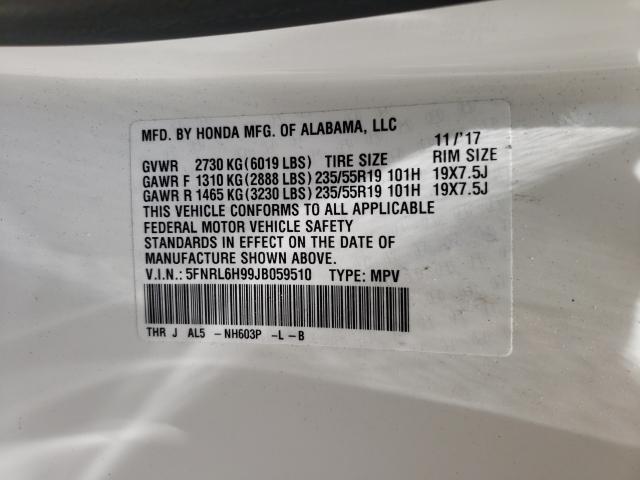 MFD. BY HONDA MFG. OF ALABAMA, LLC 11/'17
GVWR 2730 KG (6019 LBS) TIRE SIZE RIM SIZE
GAWR F 1310 KG (2888 LBS) 235/55R19 101H 19X7.5J
GAWR R 1465 KG (3230 LBS) 235/55R19 101H 19X7.5J
THIS VEHICLE CONFORMS TO ALL APPLICABLE
FEDERAL MOTOR VEHICLE SAFETY
STANDARDS IN EFFECT ON THE DATE OF
MANUFACTURE SHOWN ABOVE.
V.I.N.: 5FNRL6H99JB059510 TYPE: MPV
THR J AL5 -NH603P -L-B